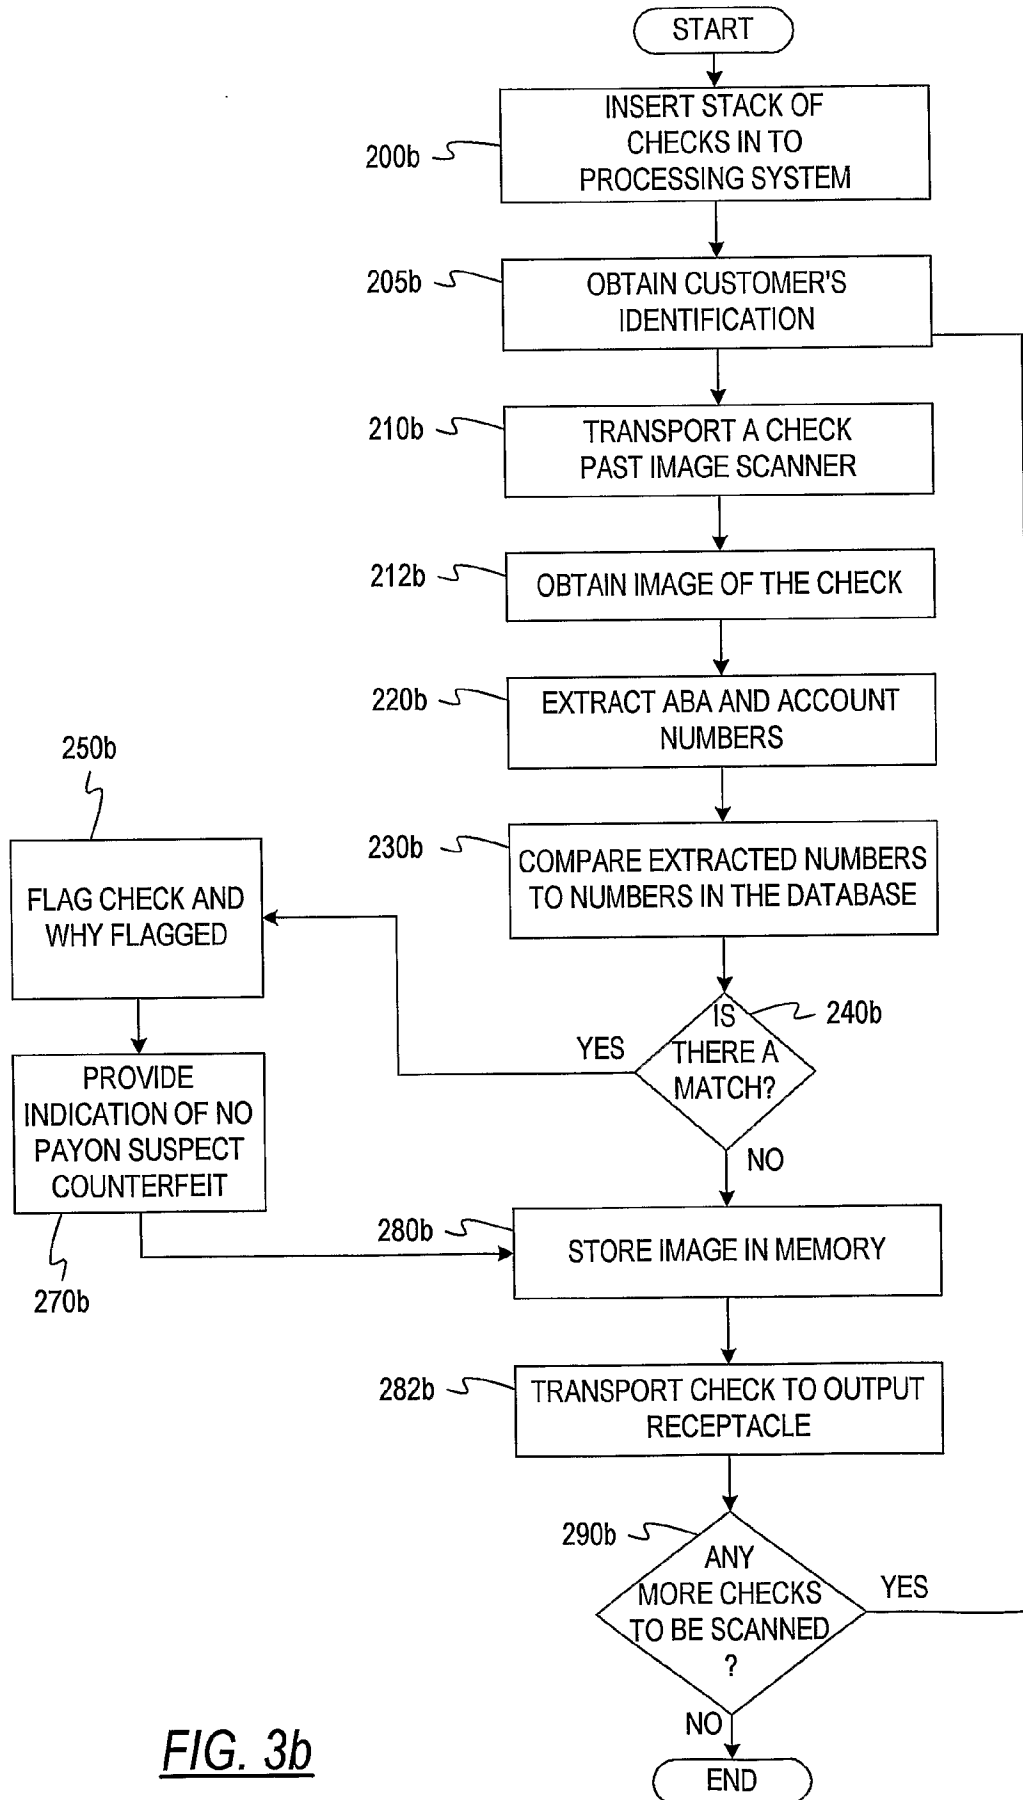 START
INSERT STACK OF
CHECKS IN TO
PROCESSING SYSTEM
200b
205b
OBTAIN CUSTOMER'S
IDENTIFICATION
210b
TRANSPORT A CHECK
PAST IMAGE SCANNER
212b
OBTAIN IMAGE OF THE CHECK
220b
EXTRACT ABA AND ACCOUNT
NUMBERS
230b
COMPARE EXTRACTED NUMBERS
TO NUMBERS IN THE DATABASE
240b
IS
THERE A
MATCH?
YES
NO
250b
FLAG CHECK AND
WHY FLAGGED
PROVIDE
INDICATION OF NO
PAYON SUSPECT
COUNTERFEIT
270b
280b
STORE IMAGE IN MEMORY
282b
TRANSPORT CHECK TO OUTPUT
RECEPTACLE
290b
ANY
MORE CHECKS
TO BE SCANNED
?
YES
NO
END
FIG. 3b